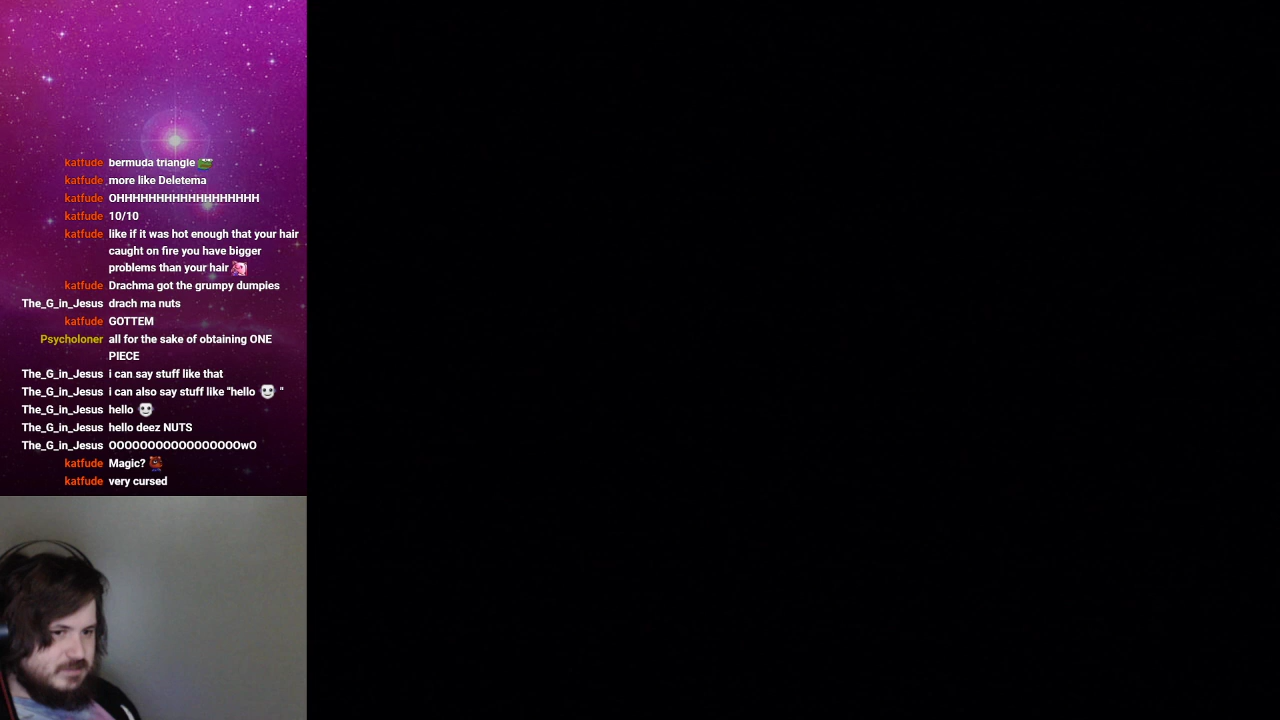 katfude bermuda triangle
katfude more like Deletema
katfude OHHHHHHHHHHHHHHHHHH
katfude 10/10
katfude like if it was hot enough that your hair
caught on fire you have bigger
problems than your hair
katfude Drachma got the grumpy dumpies
The_G_in_Jesus drach ma nuts
katfude GOTTEM
Psycholoner all for the sake of obtaining ONE
PIECE
The_G_in_Jesus i can say stuff like that
The_G_in_Jesus i can also say stuff like "hello "
The_G_in_Jesus hello
The_G_in_Jesus hello deez NUTS
The_G_in_Jesus OOOOOOOOOOOOOOOOOwO
katfude Magic?
katfude very cursed